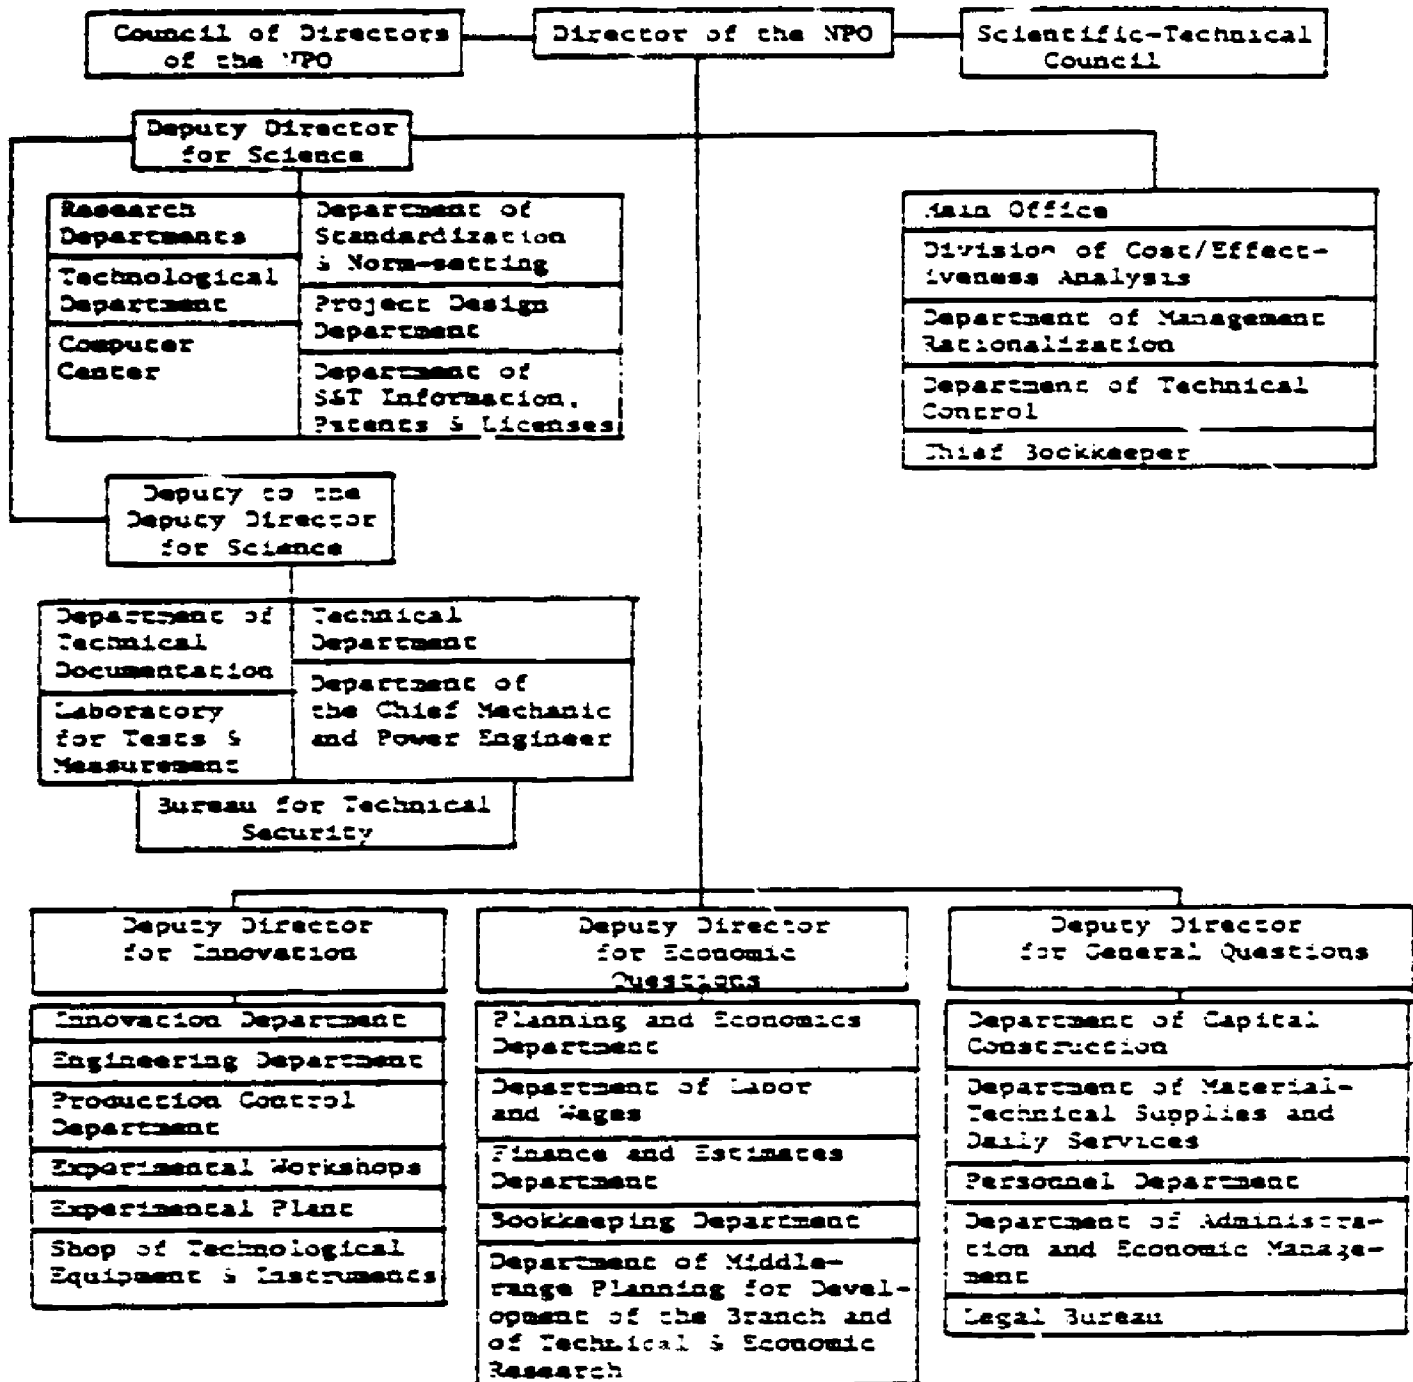 Council of Directors
of the NPO
Director of the NPO
Scientific-Technical
Council
Deputy Director
for Science
Research
Departments
Technological
Department
Computer
Center
Department of
Standardization
& Norm-setting
Project Design
Department
Department of
S&T Information,
Patents & Licenses
Main Office
Division of Cost/Effect-
iveness Analysis
Department of Management
Rationalization
Department of Technical
Control
Chief Bookkeeper
Deputy to the
Deputy Director
for Science
Department of
Technical
Documentation
Laboratory
for Tests &
Measurement
Technical
Department
Department of
the Chief Mechanic
and Power Engineer
Bureau for Technical
Security
Deputy Director
for Innovation
Innovation Department
Engineering Department
Production Control
Department
Experimental Workshops
Experimental Plant
Shop of Technological
Equipment & Instruments
Deputy Director
for Economic
Questions
Planning and Economics
Department
Department of Labor
and Wages
Finance and Estimates
Department
Bookkeeping Department
Department of Middle-
range Planning for Devel-
opment of the Branch and
of Technical & Economic
Research
Deputy Director
for General Questions
Department of Capital
Construction
Department of Material-
Technical Supplies and
Daily Services
Personnel Department
Department of Administra-
tion and Economic Manage-
ment
Legal Bureau